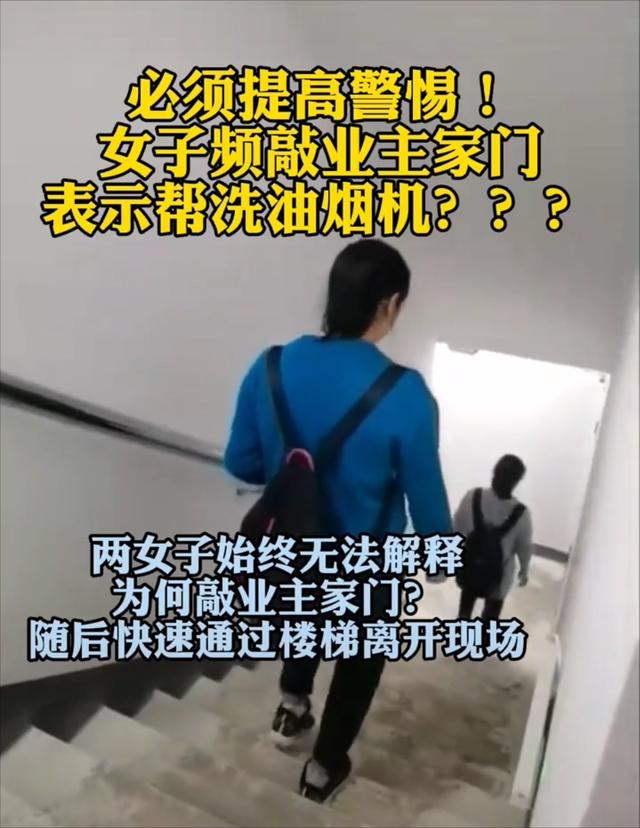 必须提高警惕！
女子频敲业主家门
表示帮洗油烟机？？？
两女子始终无法解释
为何敲业主家门？
随后快速通过楼梯离开现场